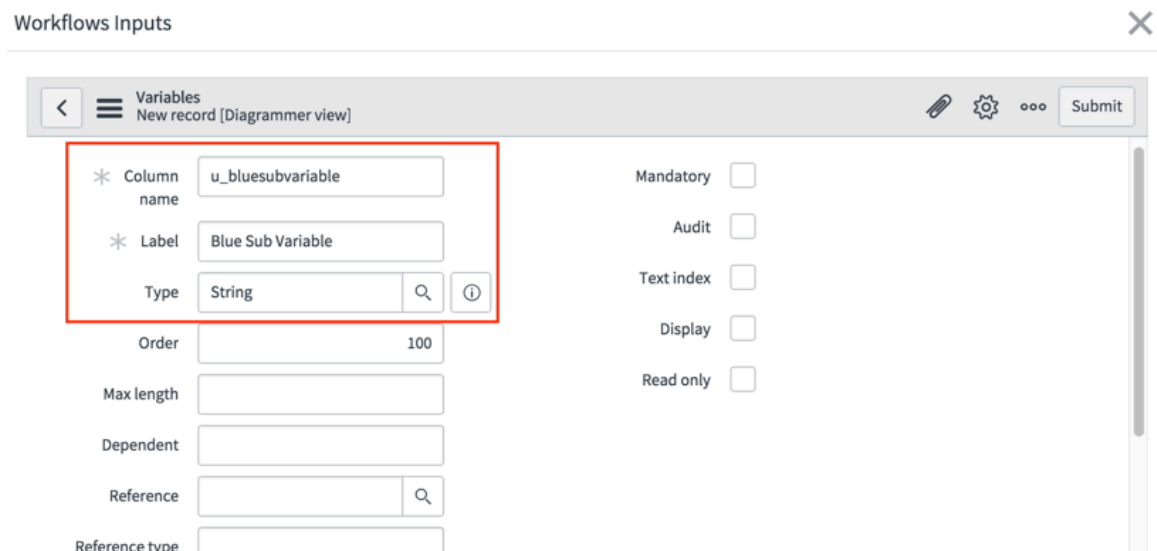 Workflows Inputs
Variables
New record [Diagrammer view]
Submit
Column name
u_bluesubvariable
Label
Blue Sub Variable
Type
String
Order
100
Max length
Dependent
Reference
Reference type
Mandatory
Audit
Text index
Display
Read only